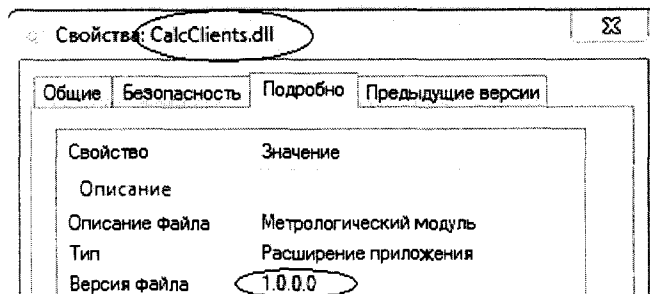 Свойства: CalcClients.dll
Общие Безопасность Подробно Предыдущие версии
Свойство Значение
Описание
Описание файла Метрологический модуль
Тип Расширение приложения
Версия файла 1.0.0.0